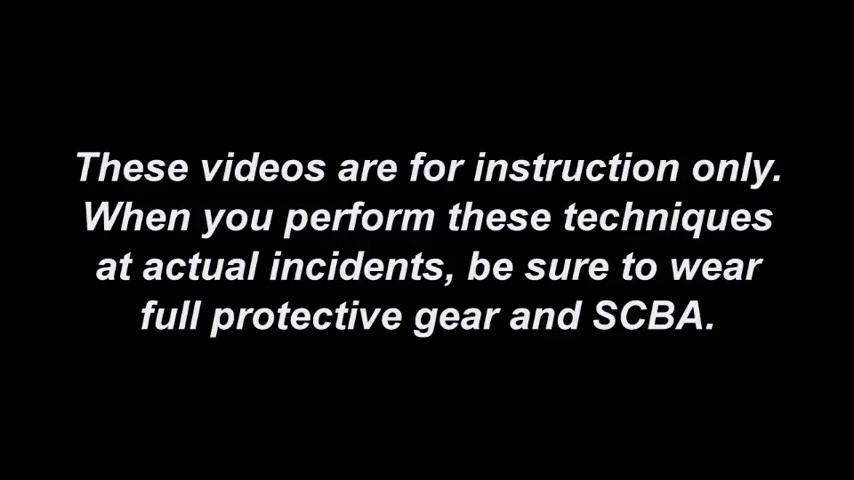 These videos are for instruction only.
When you perform these techniques
at actual incidents, be sure to wear
full protective gear and SCBA.